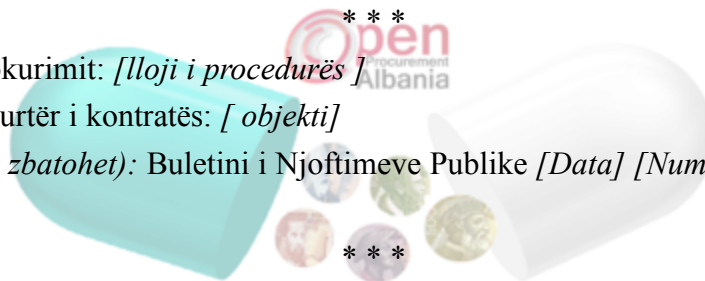 * * *
Open
Procurement
Albania
kurimit: [lloji i procedurës ]
urtër i kontratës: [ objekti]
zbatohet): Buletini i Njoftimeve Publike [Data] [Num
* * *